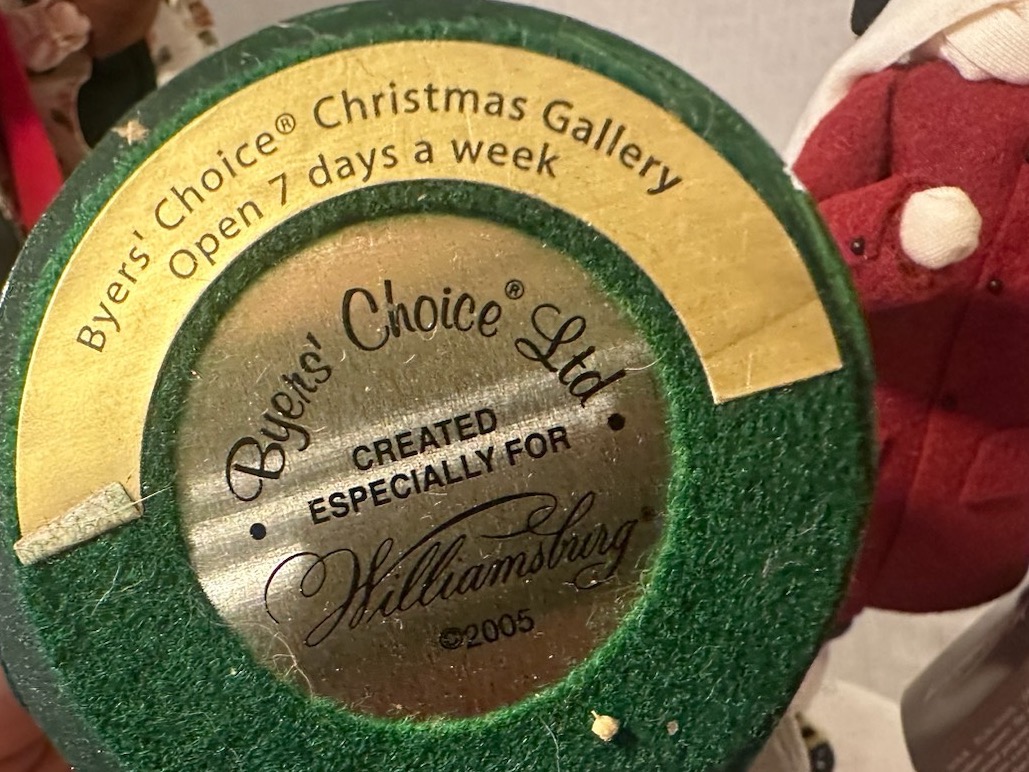 Byers' Choice® Christmas Gallery
Open 7 days a week
Byers' Choice® Ltd
CREATED
• ESPECIALLY FOR •
Williamsburg®
©2005